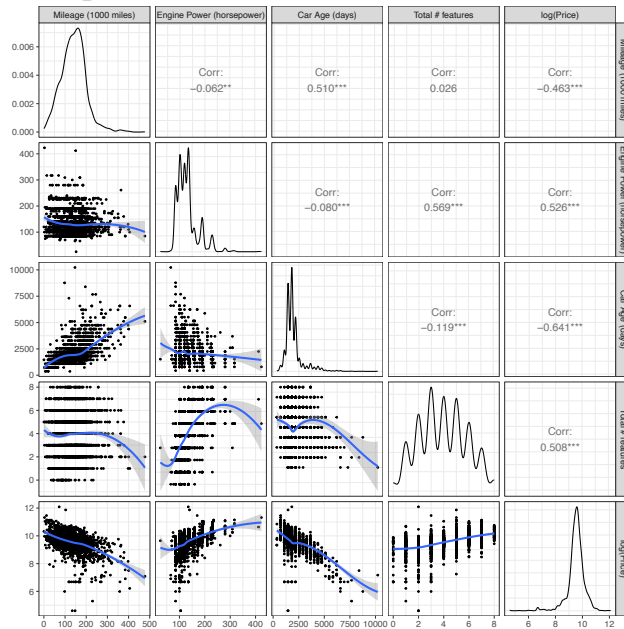 Mileage (1000 miles) Engine Power (horsepower) Car Age (days) Total # features log(Price)
0.006
0.004
0.002
0.000
Corr:
−0.062**
Corr:
0.510***
Corr:
0.026
Corr:
−0.463***
400
300
200
100
Corr:
−0.080***
Corr:
0.569***
Corr:
0.526***
10000
7500
5000
2500
0
Corr:
−0.119***
Corr:
−0.641***
8
6
4
2
0
Corr:
0.508***
12
10
8
6
0 100 200 300 400 500 100 200 300 400 0 2500 5000 7500 10000 0 2 4 6 8 6 8 10 12